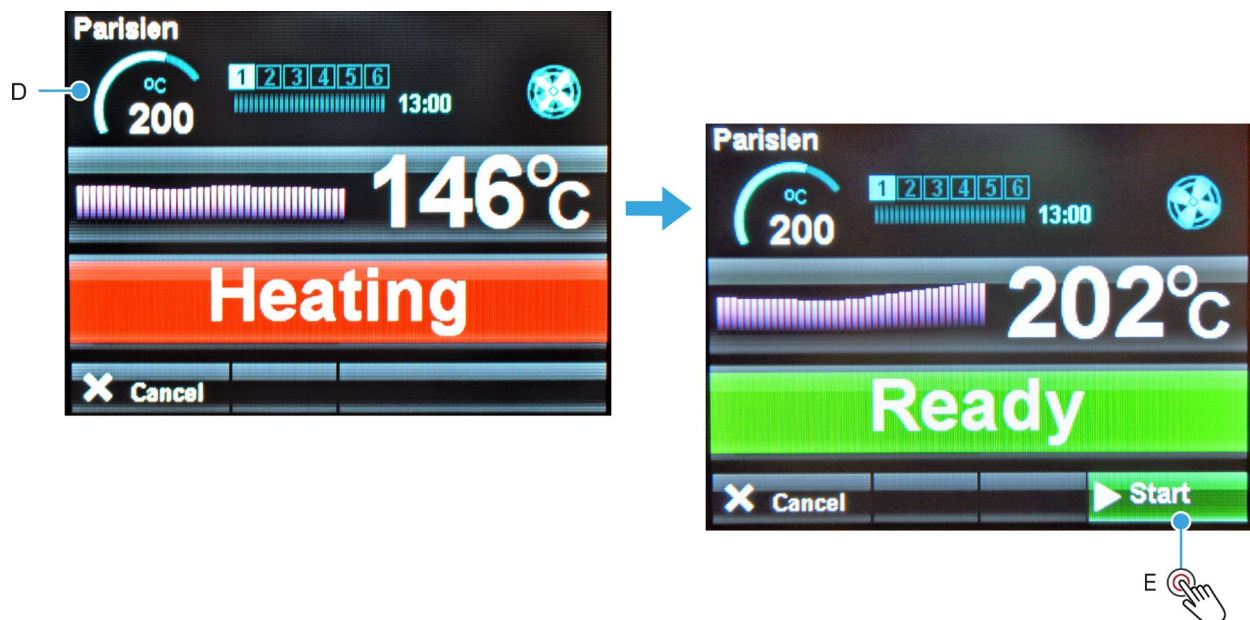 Parisien
D
°C
200
1 2 3 4 5 6
13:00
146°C
Heating
Cancel
Parisien
°C
200
1 2 3 4 5 6
13:00
202°C
Ready
Cancel
Start
E